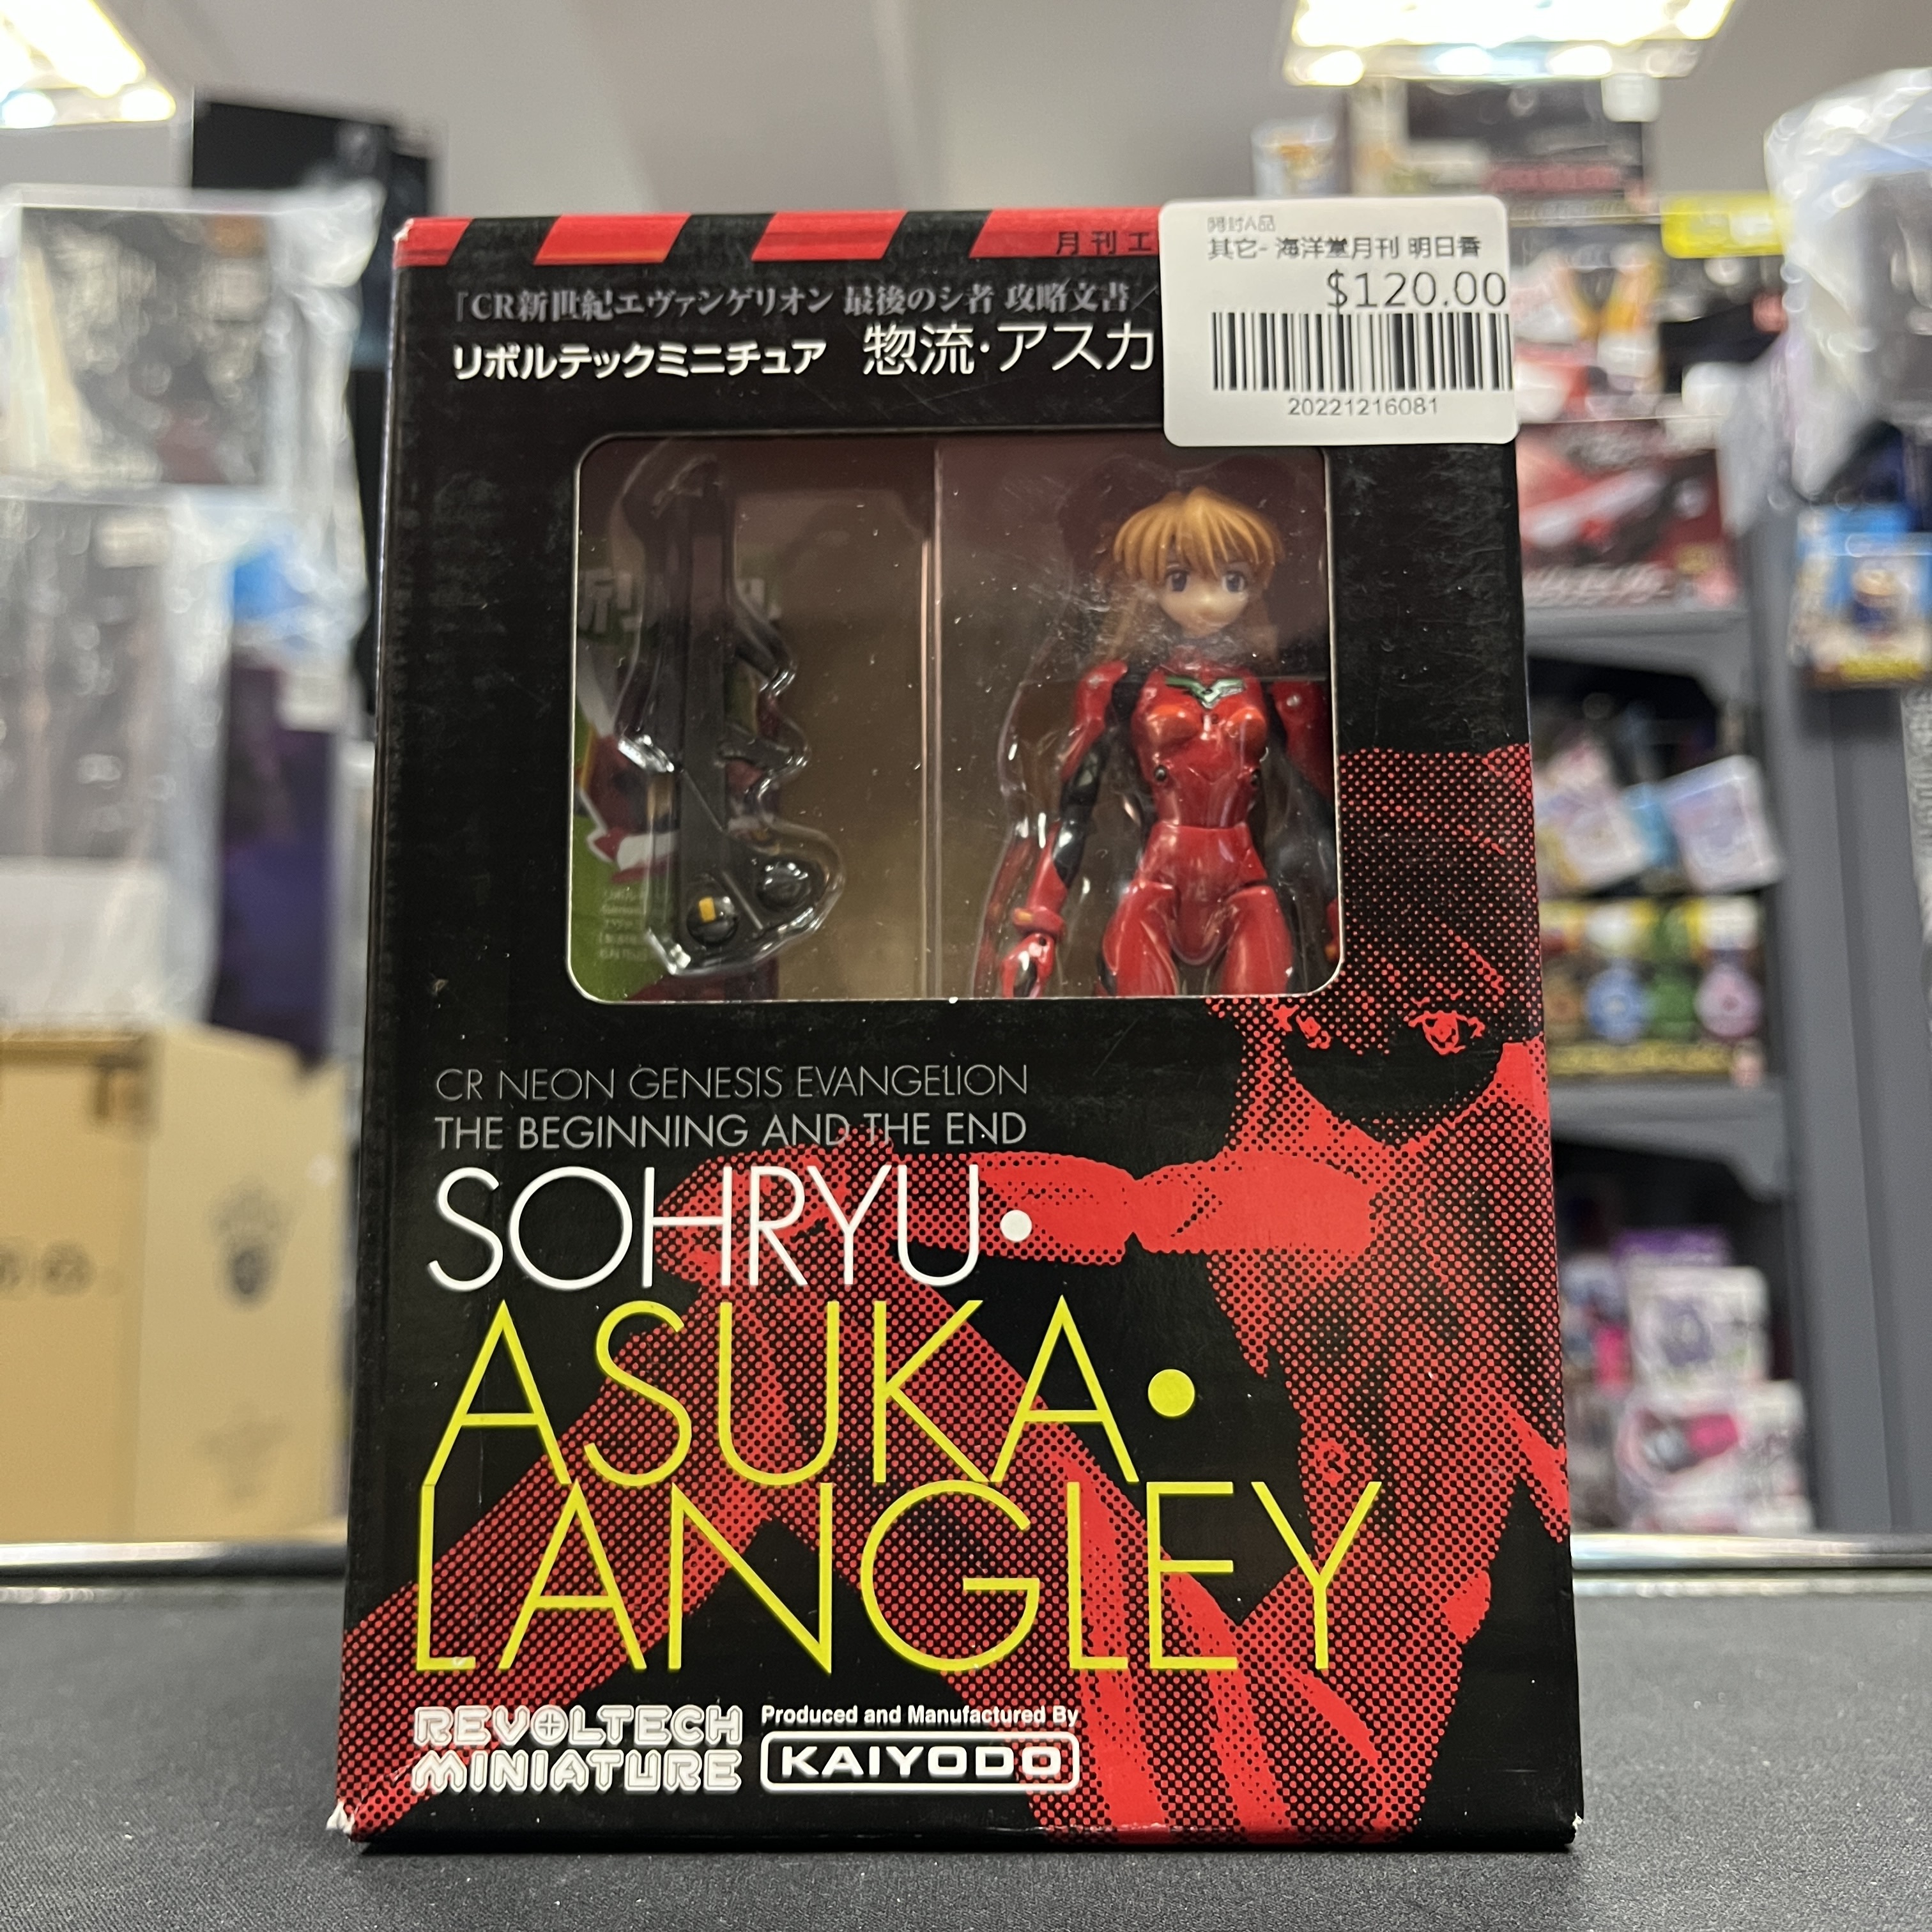 月刊エ
開封A品
其它- 海洋堂月刊 明日香
$120.00
20221216081
「CR新世紀エヴァンゲリオン 最後のシ者 攻略文書
リボルテックミニチュア 惣流・アスカ
CR NEON GENESIS EVANGELION
THE BEGINNING AND THE END
SOHRYU・
ASUKA・
LANGLEY
REVOLTECH
MINIATURE
Produced and Manufactured By
KAIYODO